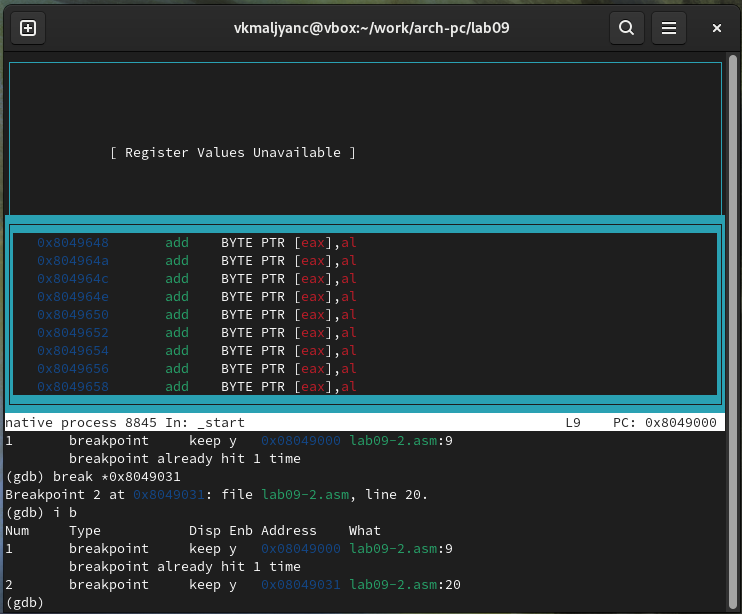 vkmaljyanc@vbox:~/work/arch-pc/lab09
[ Register Values Unavailable ]
0x8049648 add BYTE PTR [eax],al
0x804964a add BYTE PTR [eax],al
0x804964c add BYTE PTR [eax],al
0x804964e add BYTE PTR [eax],al
0x8049650 add BYTE PTR [eax],al
0x8049652 add BYTE PTR [eax],al
0x8049654 add BYTE PTR [eax],al
0x8049656 add BYTE PTR [eax],al
0x8049658 add BYTE PTR [eax],al
native process 8845 In: _start L9 PC: 0x8049000
1 breakpoint keep y 0x08049000 lab09-2.asm:9
breakpoint already hit 1 time
(gdb) break *0x8049031
Breakpoint 2 at 0x8049031: file lab09-2.asm, line 20.
(gdb) i b
Num Type Disp Enb Address What
1 breakpoint keep y 0x08049000 lab09-2.asm:9
breakpoint already hit 1 time
2 breakpoint keep y 0x08049031 lab09-2.asm:20
(gdb)